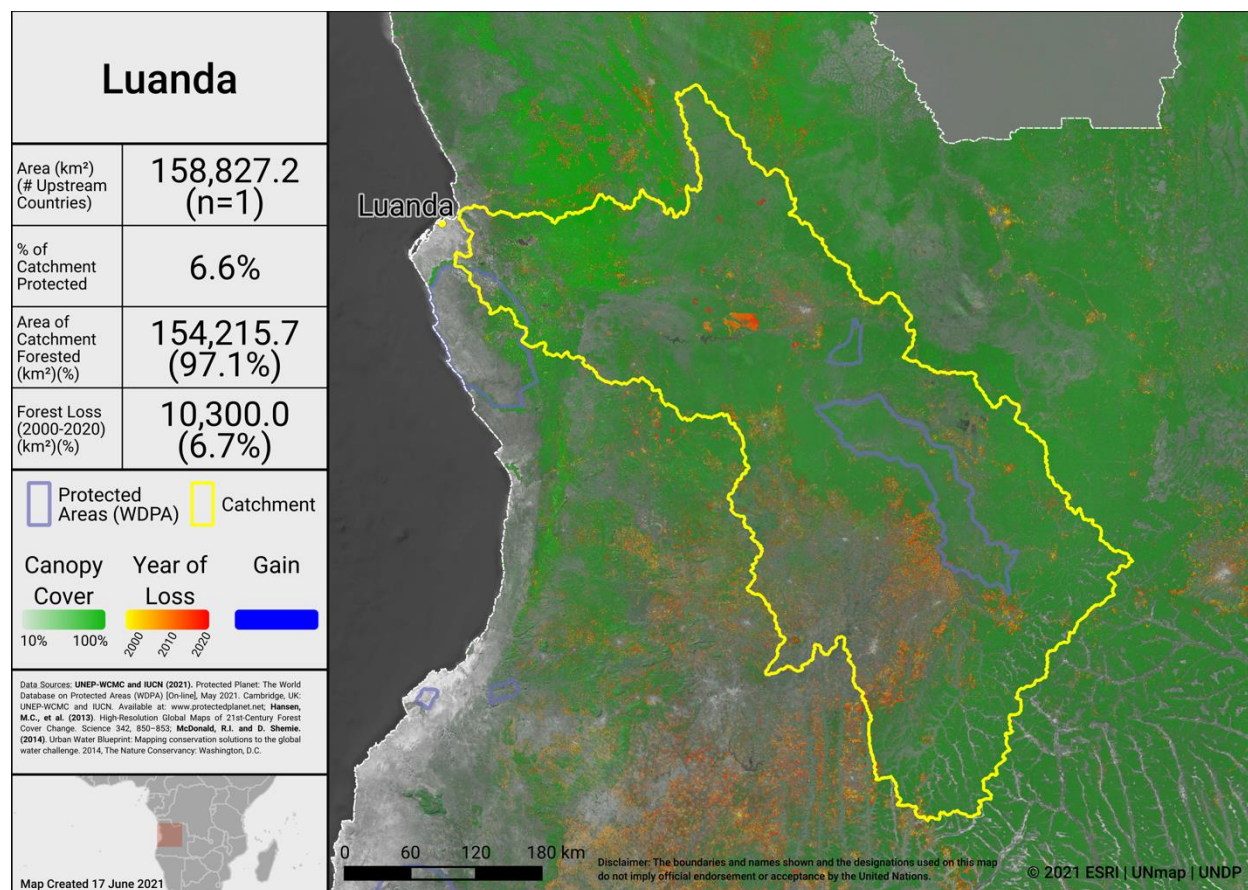 Luanda
Area (km²)
(# Upstream
Countries)
158,827.2
(n=1)
% of
Catchment
Protected
6.6%
Area of
Catchment
Forested
(km²)(%)
154,215.7
(97.1%)
Forest Loss
(2000-2020)
(km²)(%)
10,300.0
(6.7%)
Protected
Areas (WDPA)
Catchment
Canopy
Cover
10%
100%
Year of
Loss
2000
2010
2020
Gain
Data Sources: UNEP-WCMC and IUCN (2021). Protected Planet: The World
Database on Protected Areas (WDPA) [On-line], May 2021. Cambridge, UK:
UNEP-WCMC and IUCN. Available at: www.protectedplanet.net; Hansen,
M.C., et al. (2013). High-Resolution Global Maps of 21st-Century Forest
Cover Change. Science 342, 850–853; McDonald, R.I. and D. Shemie.
(2014). Urban Water Blueprint: Mapping conservation solutions to the global
water challenge. 2014, The Nature Conservancy: Washington, D.C.
Map Created 17 June 2021
Luanda
0 60 120 180 km
Disclaimer: The boundaries and names shown and the designations used on this map
do not imply official endorsement or acceptance by the United Nations.
© 2021 ESRI | UNmap | UNDP